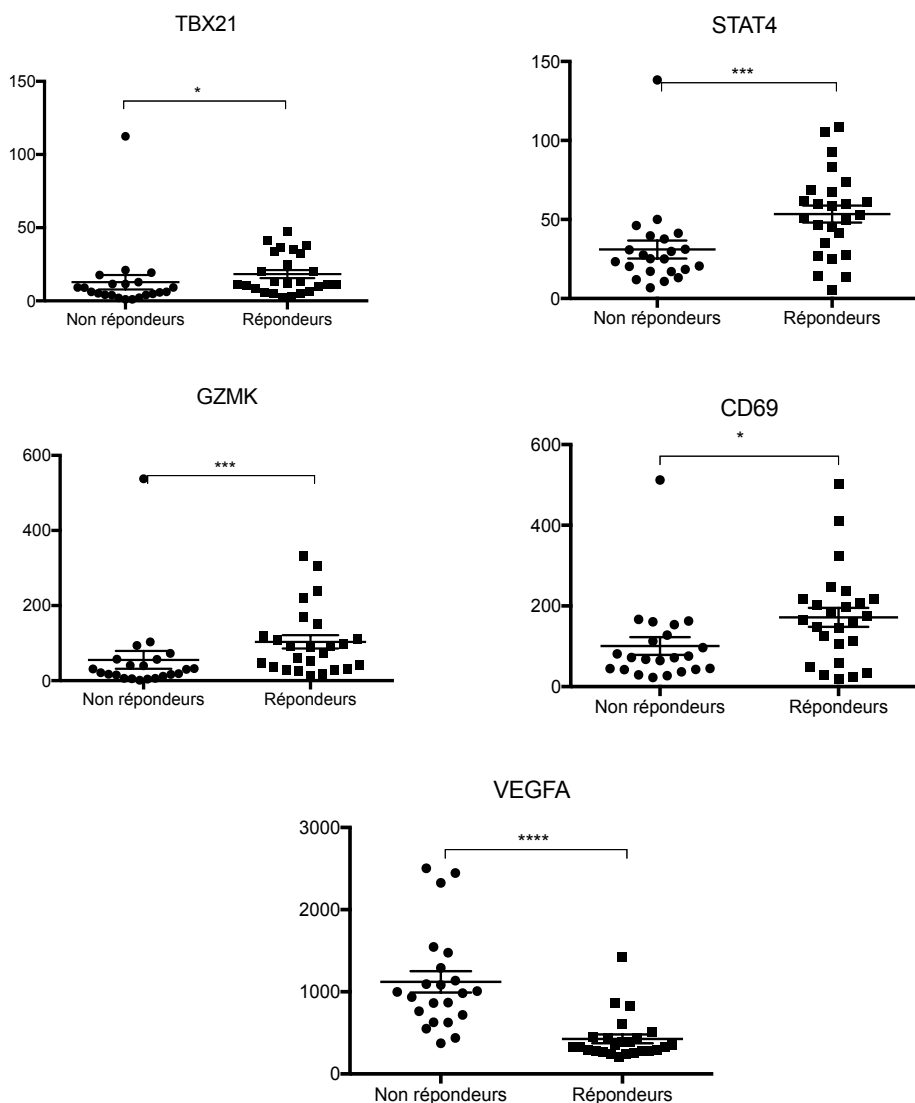 TBX21
150
100
50
0
*
Non répondeurs
Répondeurs
STAT4
150
100
50
0
***
Non répondeurs
Répondeurs
GZMK
600
400
200
0
***
Non répondeurs
Répondeurs
CD69
600
400
200
0
*
Non répondeurs
Répondeurs
VEGFA
3000
2000
1000
0
****
Non répondeurs
Répondeurs